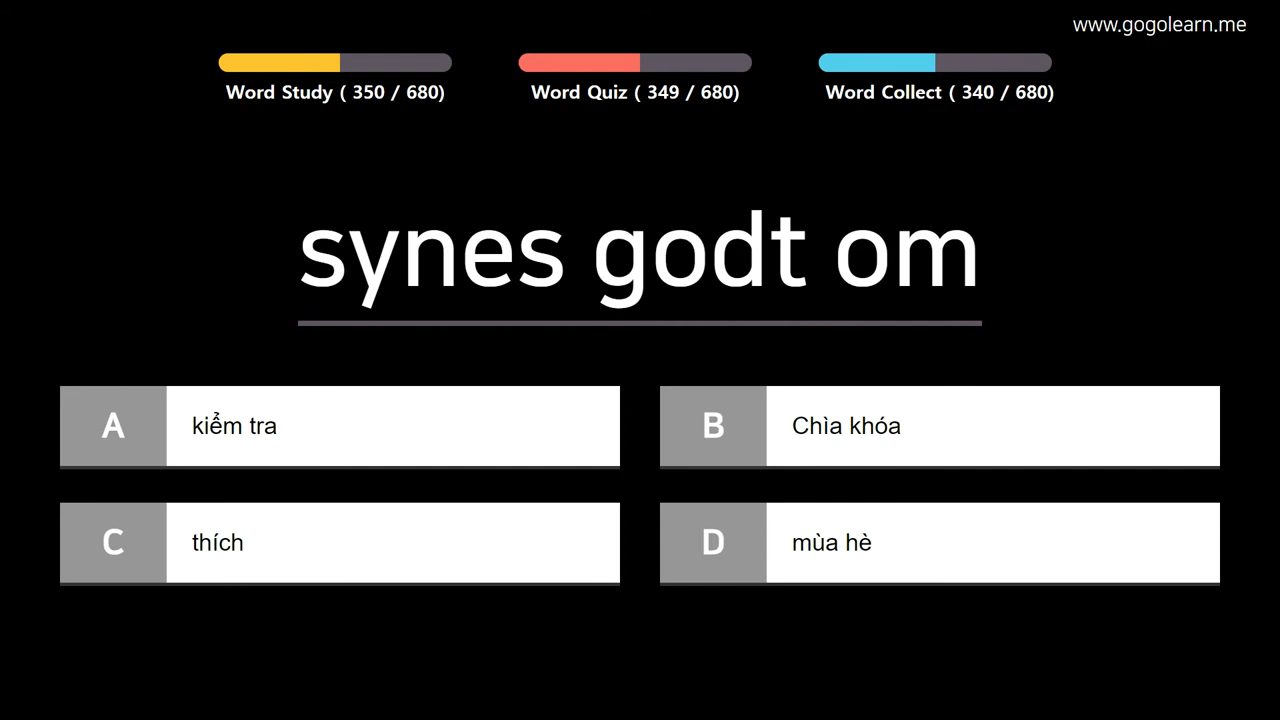 www.gogolearn.me
Word Study ( 350 / 680)
Word Quiz ( 349 / 680)
Word Collect ( 340 / 680)
synes godt om
A kiểm tra
B Chìa khóa
C thích
D mùa hè